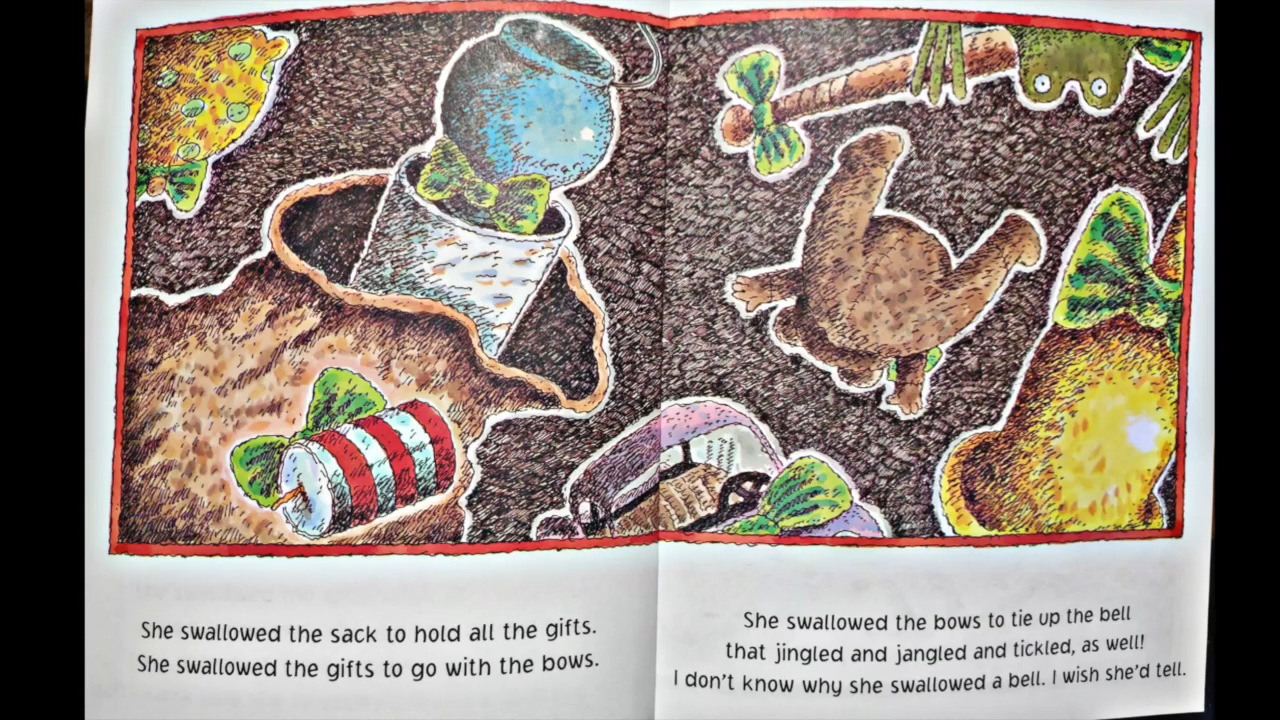 She swallowed the sack to hold all the gifts.
She swallowed the gifts to go with the bows.
She swallowed the bows to tie up the bell
that jingled and jangled and tickled, as well!
I don't know why she swallowed a bell. I wish she'd tell.